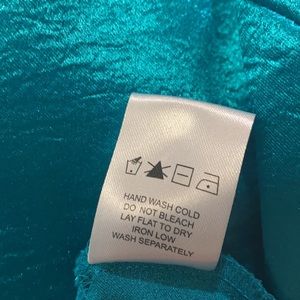 HAND WASH COLD
DO NOT BLEACH
LAY FLAT TO DRY
IRON LOW
WASH SEPARATELY